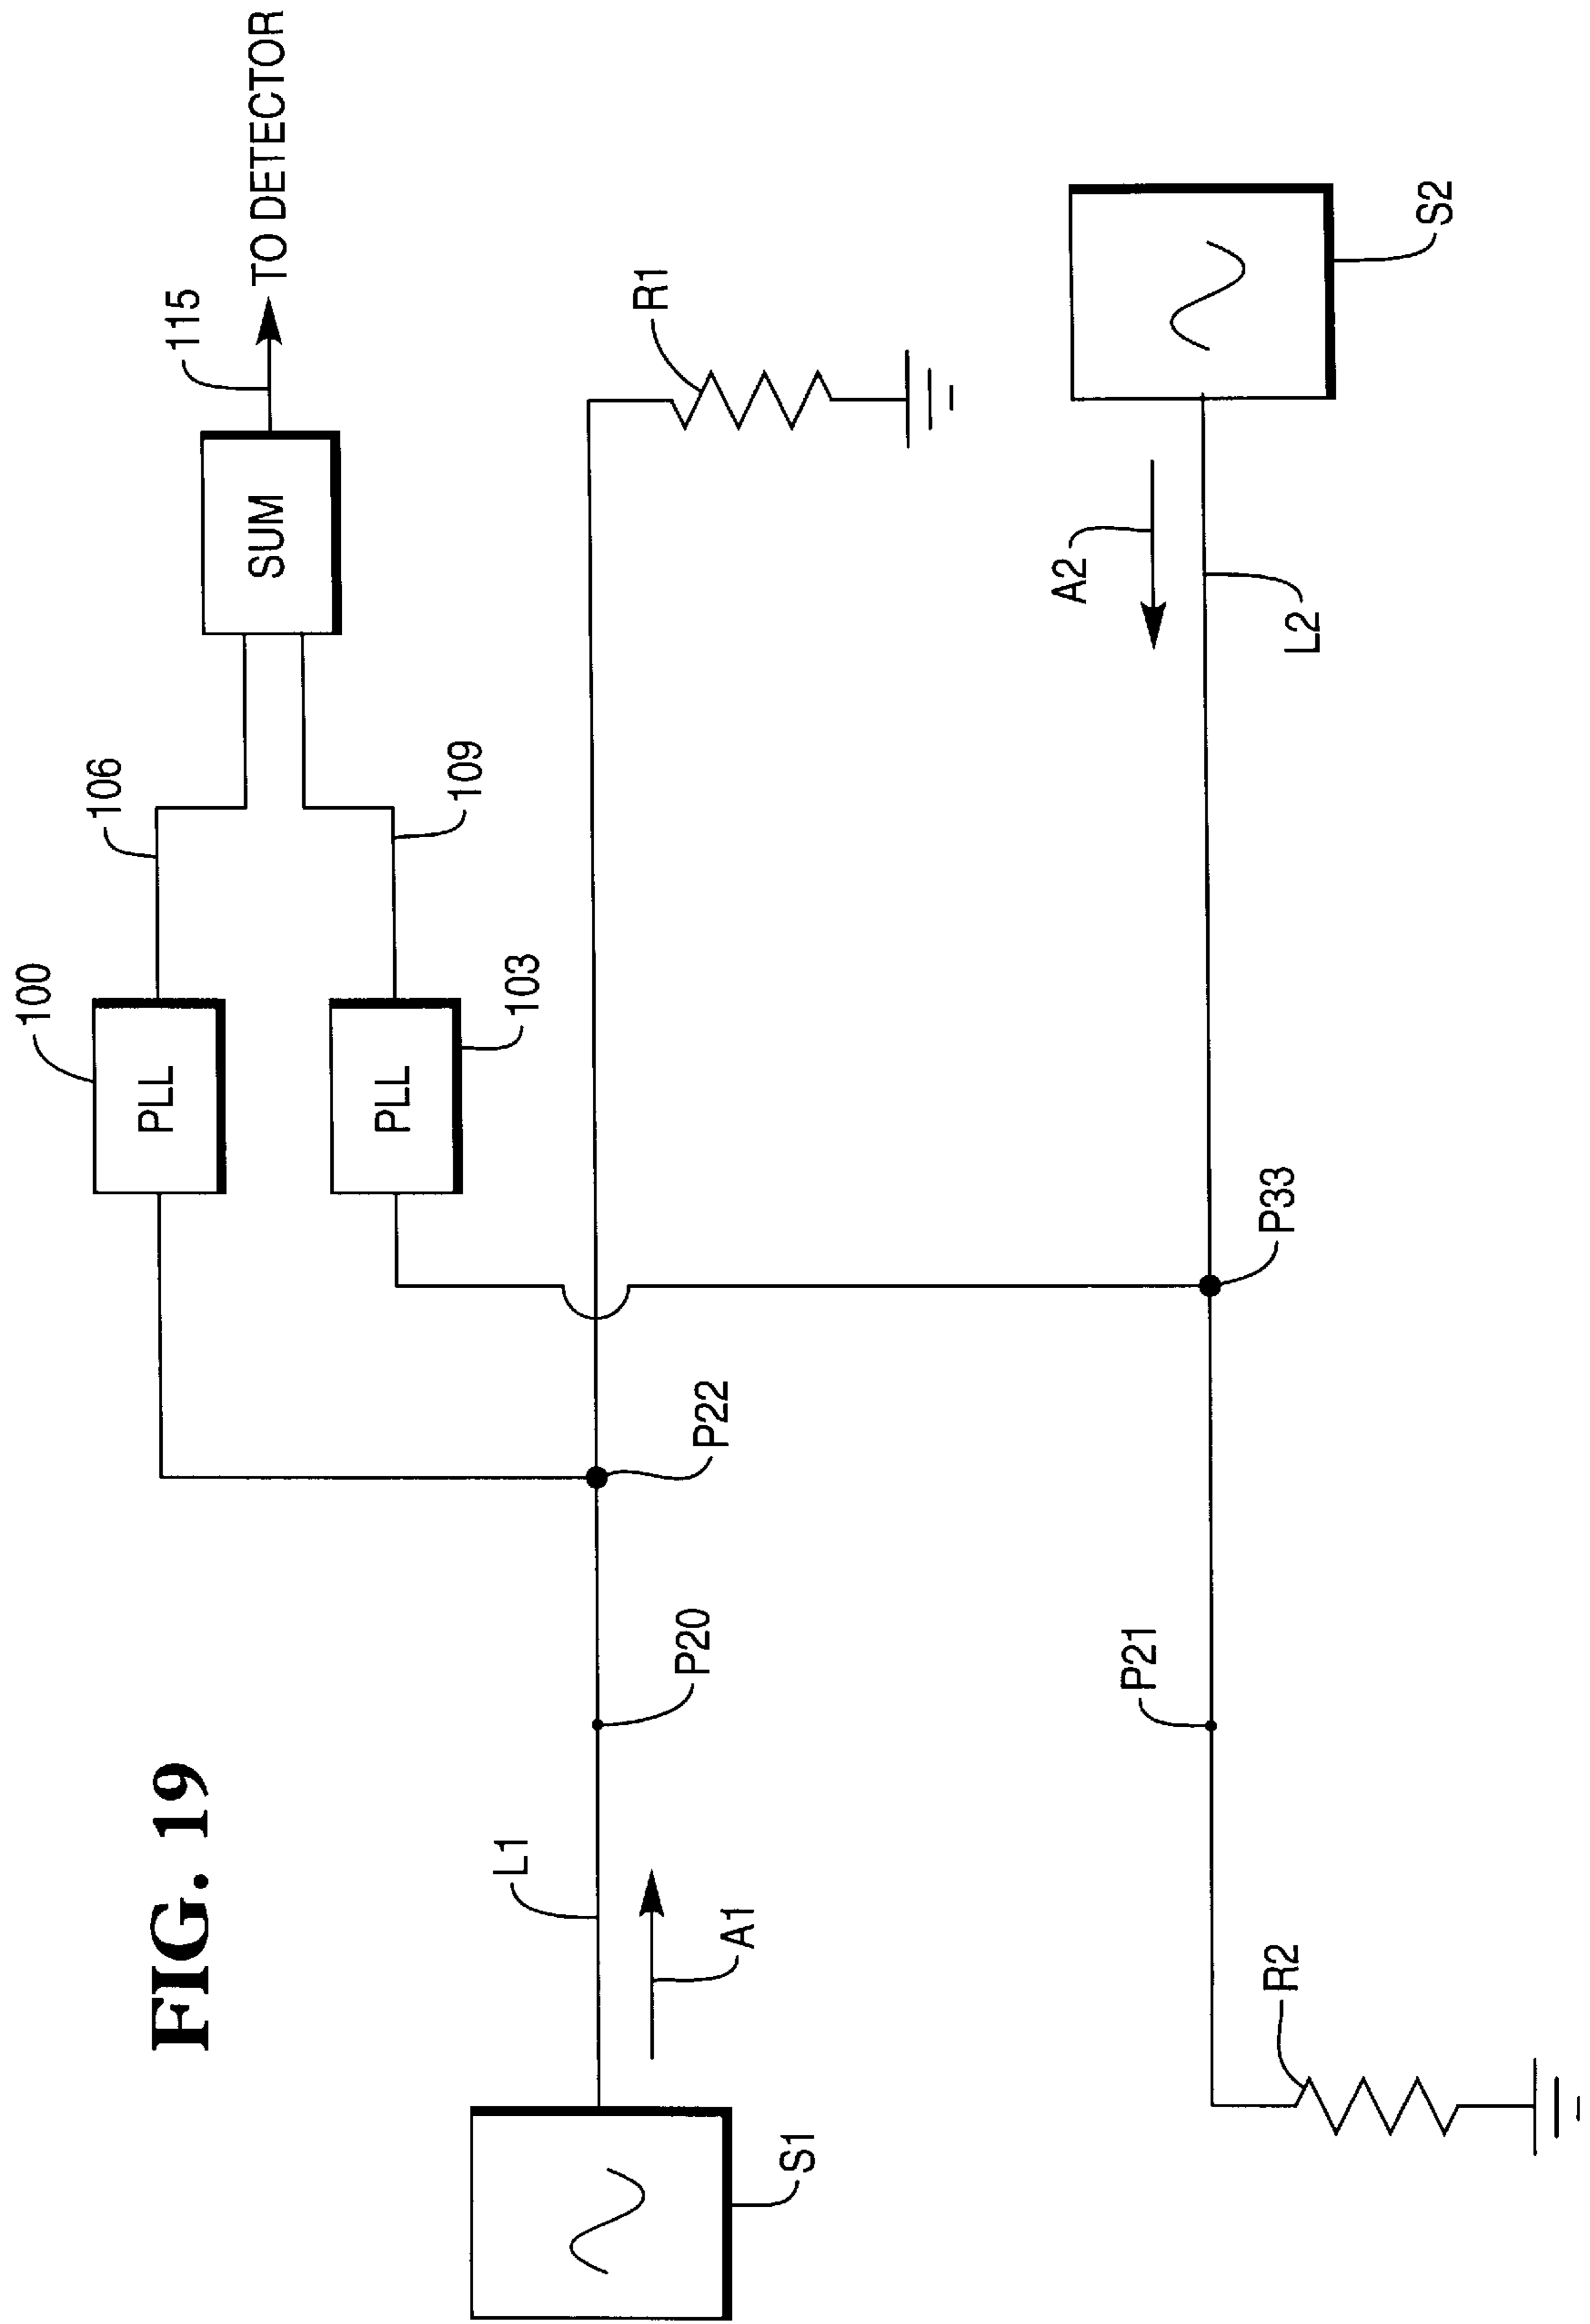 FIG. 19
100
106
115
TO DETECTOR
PLL
SUM
PLL
103
109
L1
S1
A1
P20
P22
R1
A2
P21
P33
L2
R2
S2